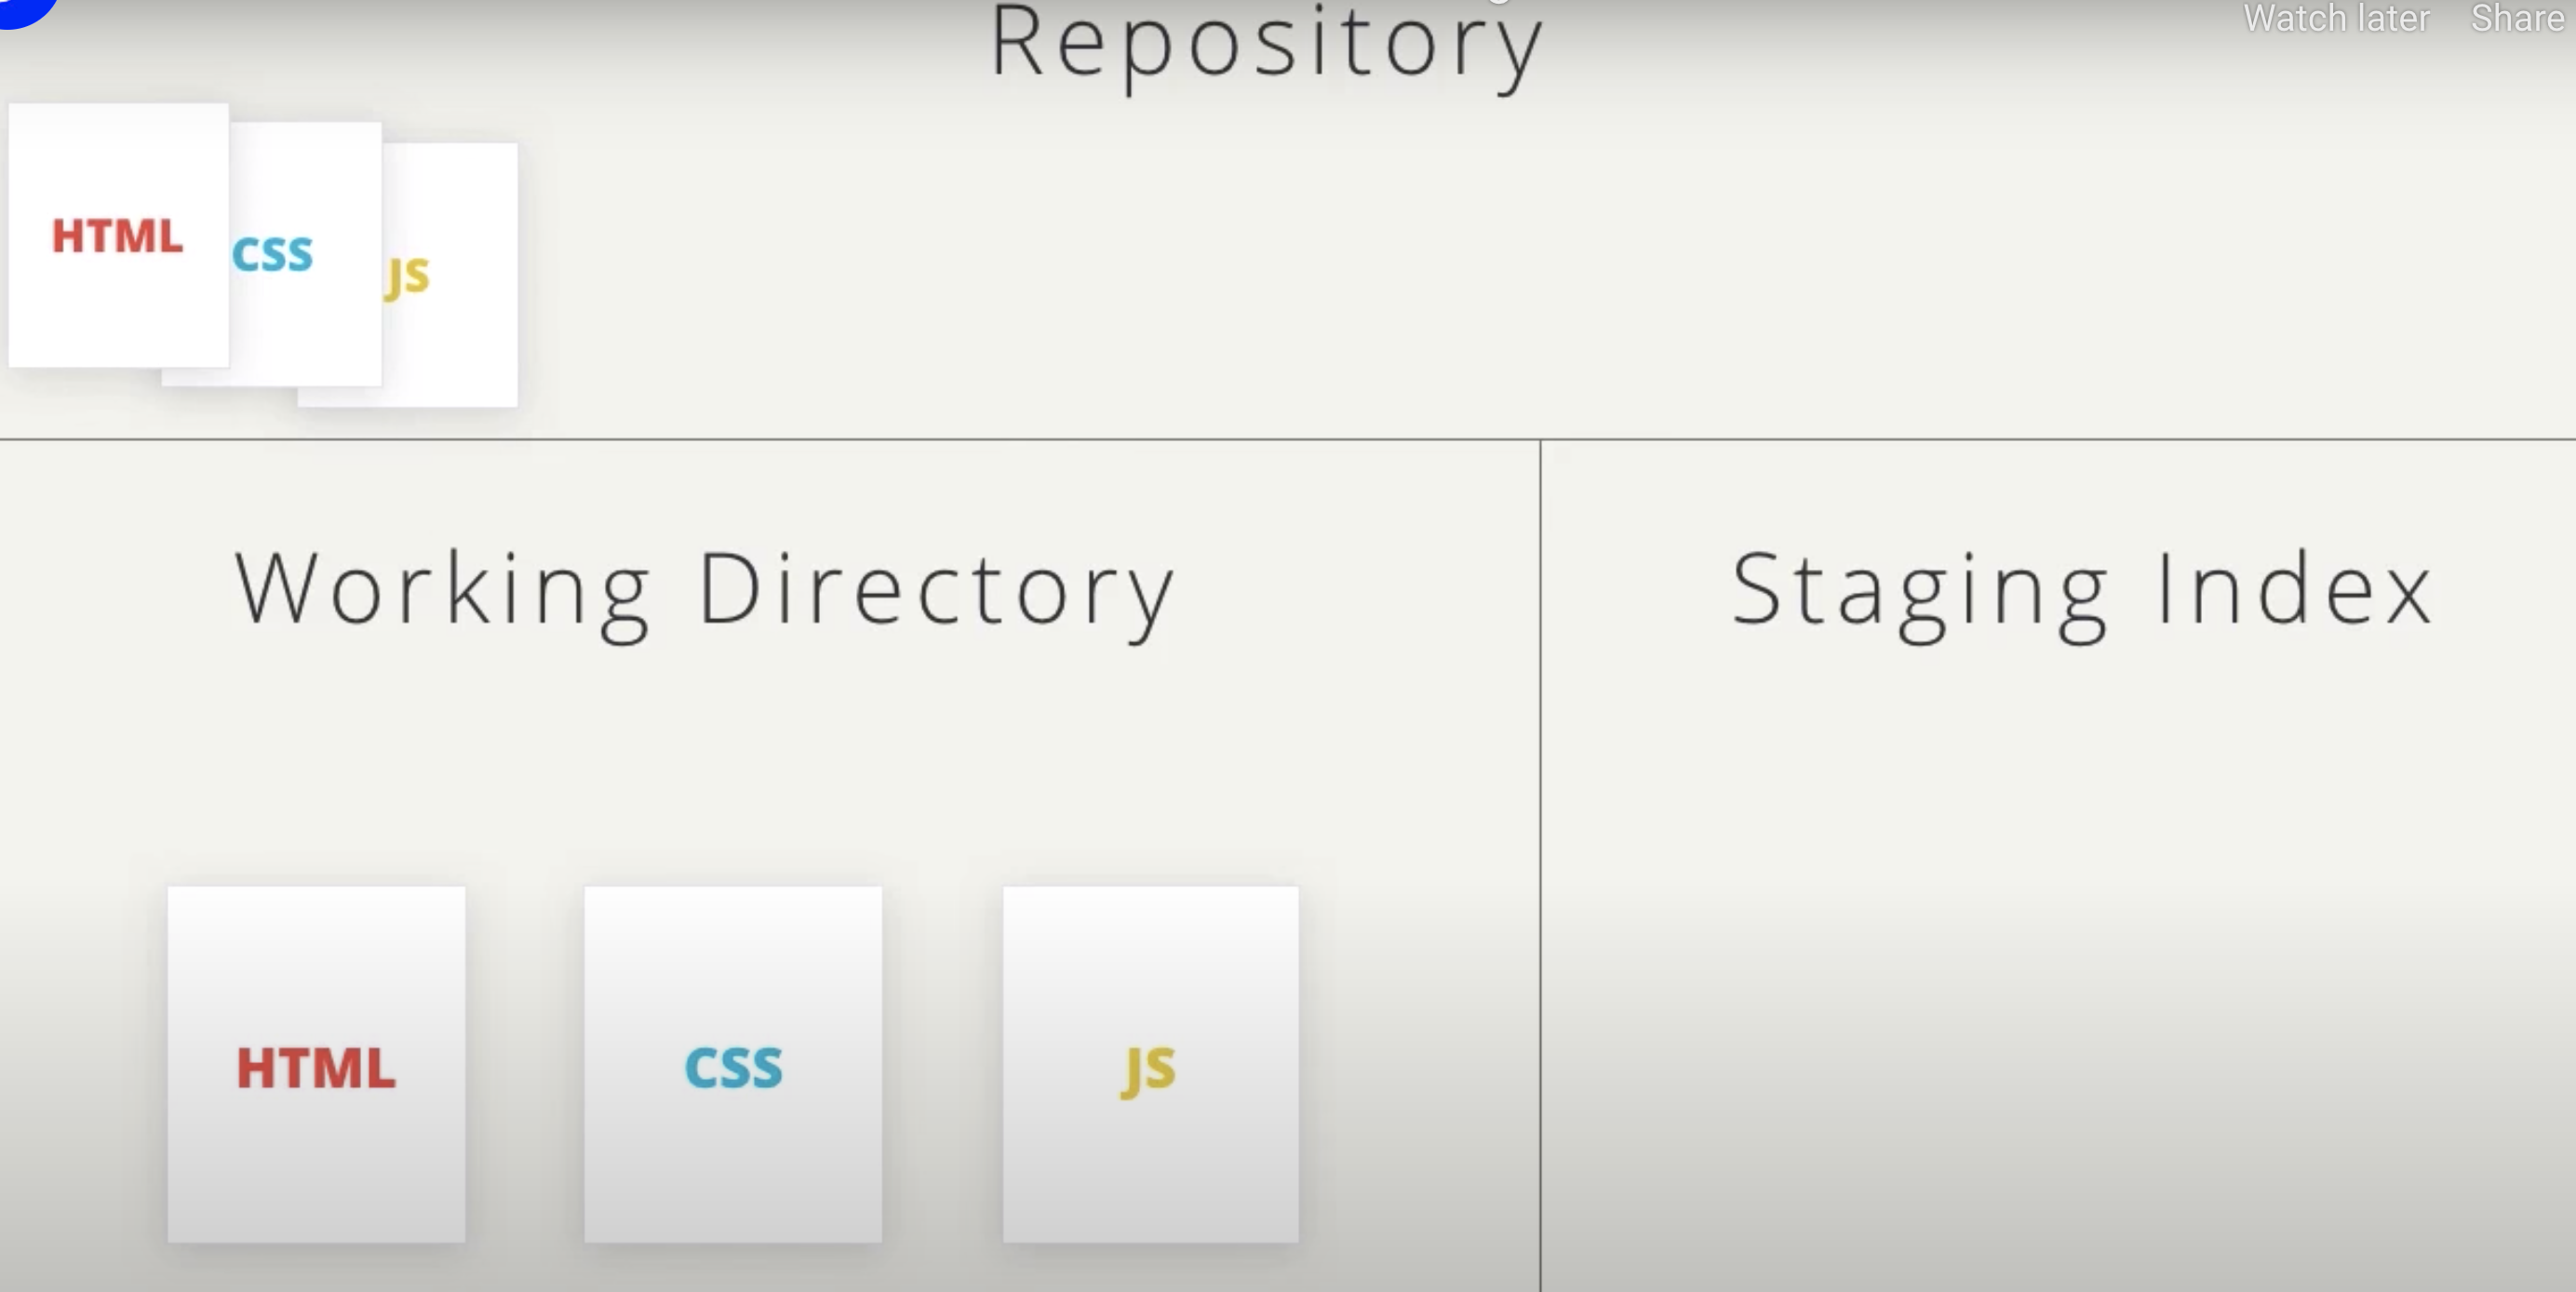 Repository
Watch later Share
HTML
CSS
JS
Working Directory
Staging Index
HTML
CSS
JS